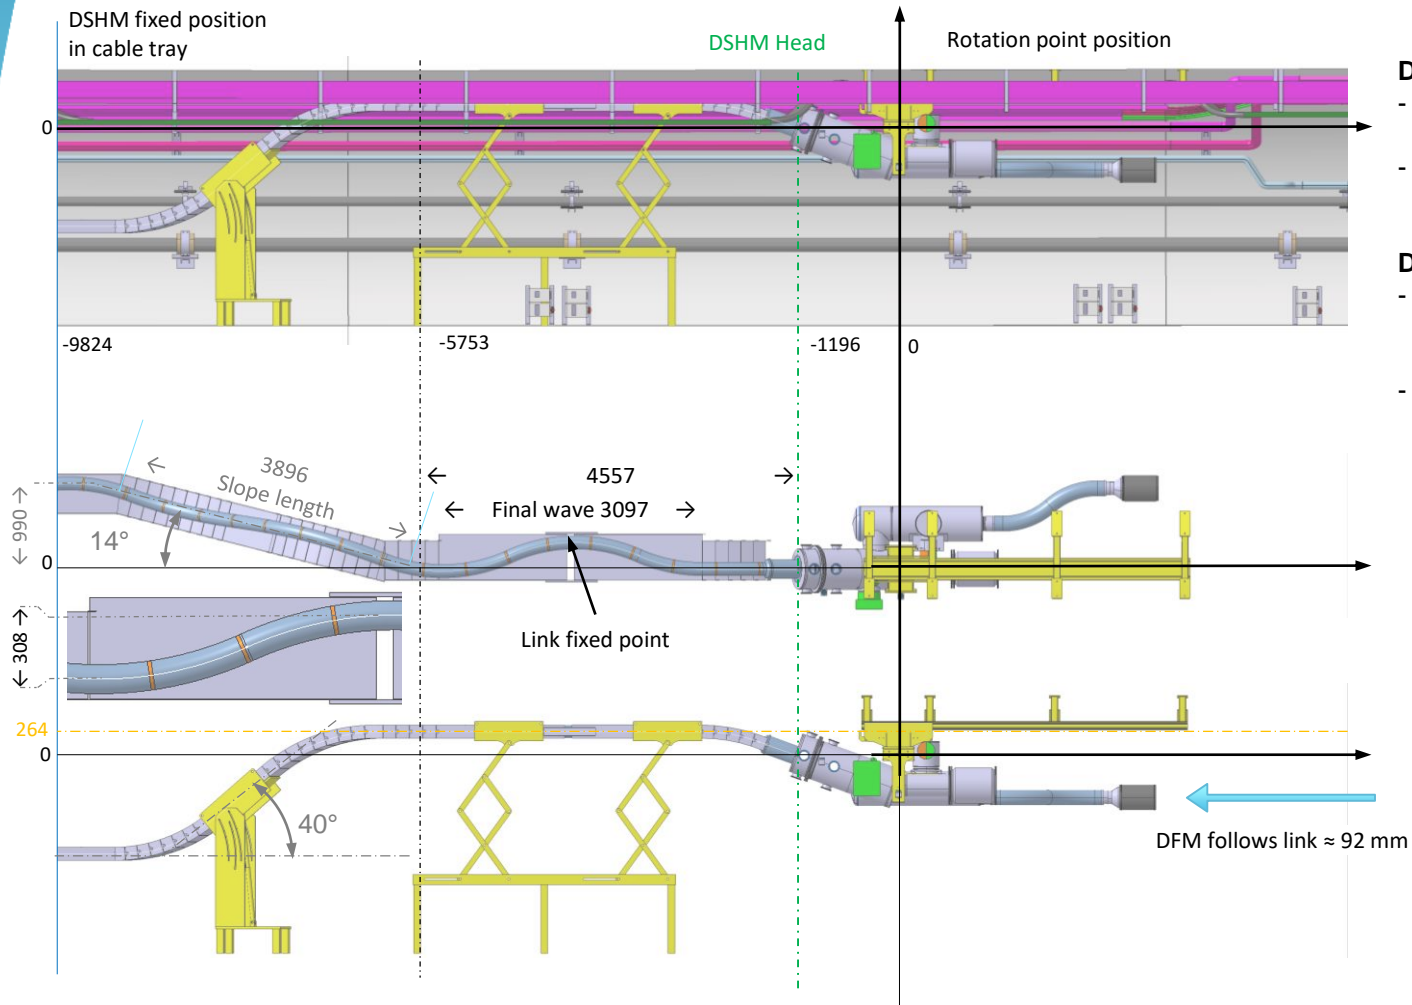 DSHM fixed position
in cable tray
DSHM Head
Rotation point position
D
-
-
0
D
-
-9824
-5753
-1196
0
-
3896
Slope length
4557
Final wave 3097
← 990 →
14°
0
← 308 →
Link fixed point
264
0
40°
DFM follows link ≈ 92 mm